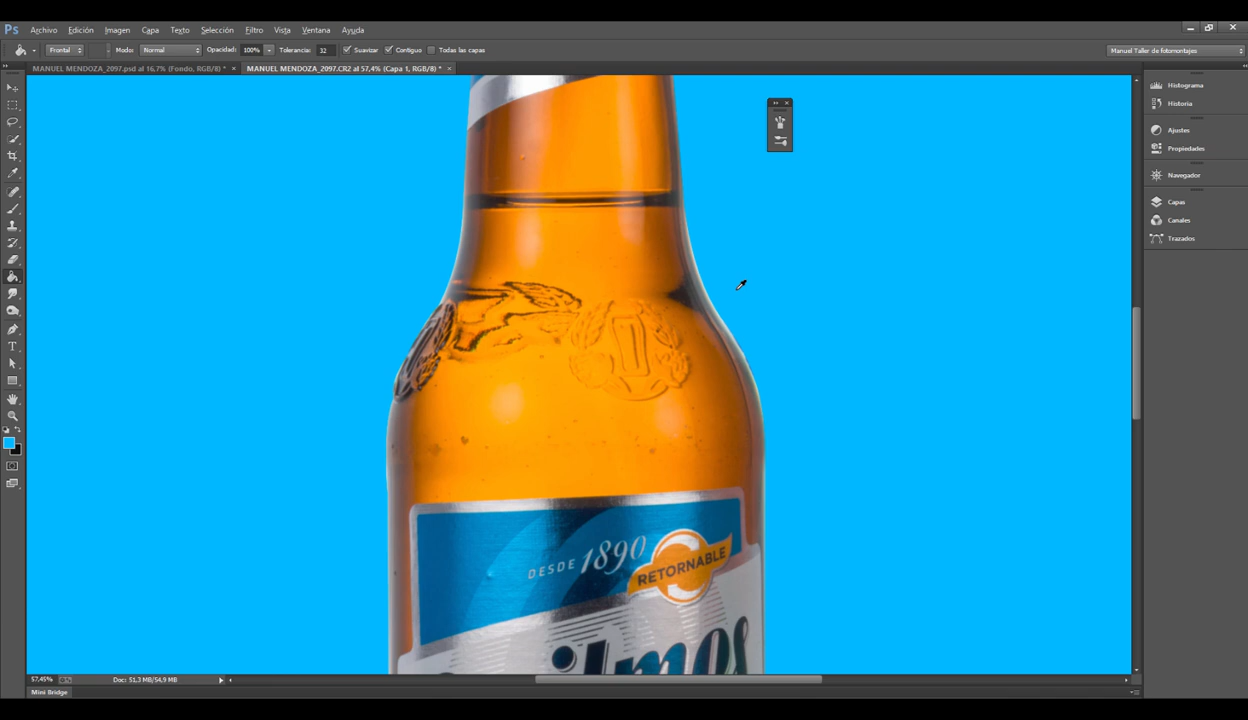 Ps Archivo Edición Imagen Capa Texto Selección Filtro Vista Ventana Ayuda
Frontal Modo: Normal Opacidad: 100% Tolerancia: 32 Suavizar Contiguo Todas las capas Manuel Taller de fotomontajes
MANUEL MENDOZA_2097.psd al 16,7% (Fondo, RGB/8) * × MANUEL MENDOZA_2097.CR2 al 57,4% (Capa 1, RGB/8) * ×
Histograma
Historia
Ajustes
Propiedades
Navegador
Capas
Canales
Trazados
DESDE 1890
RETORNABLE
57.45% Doc: 51,3 MB/54,9 MB
Mini Bridge